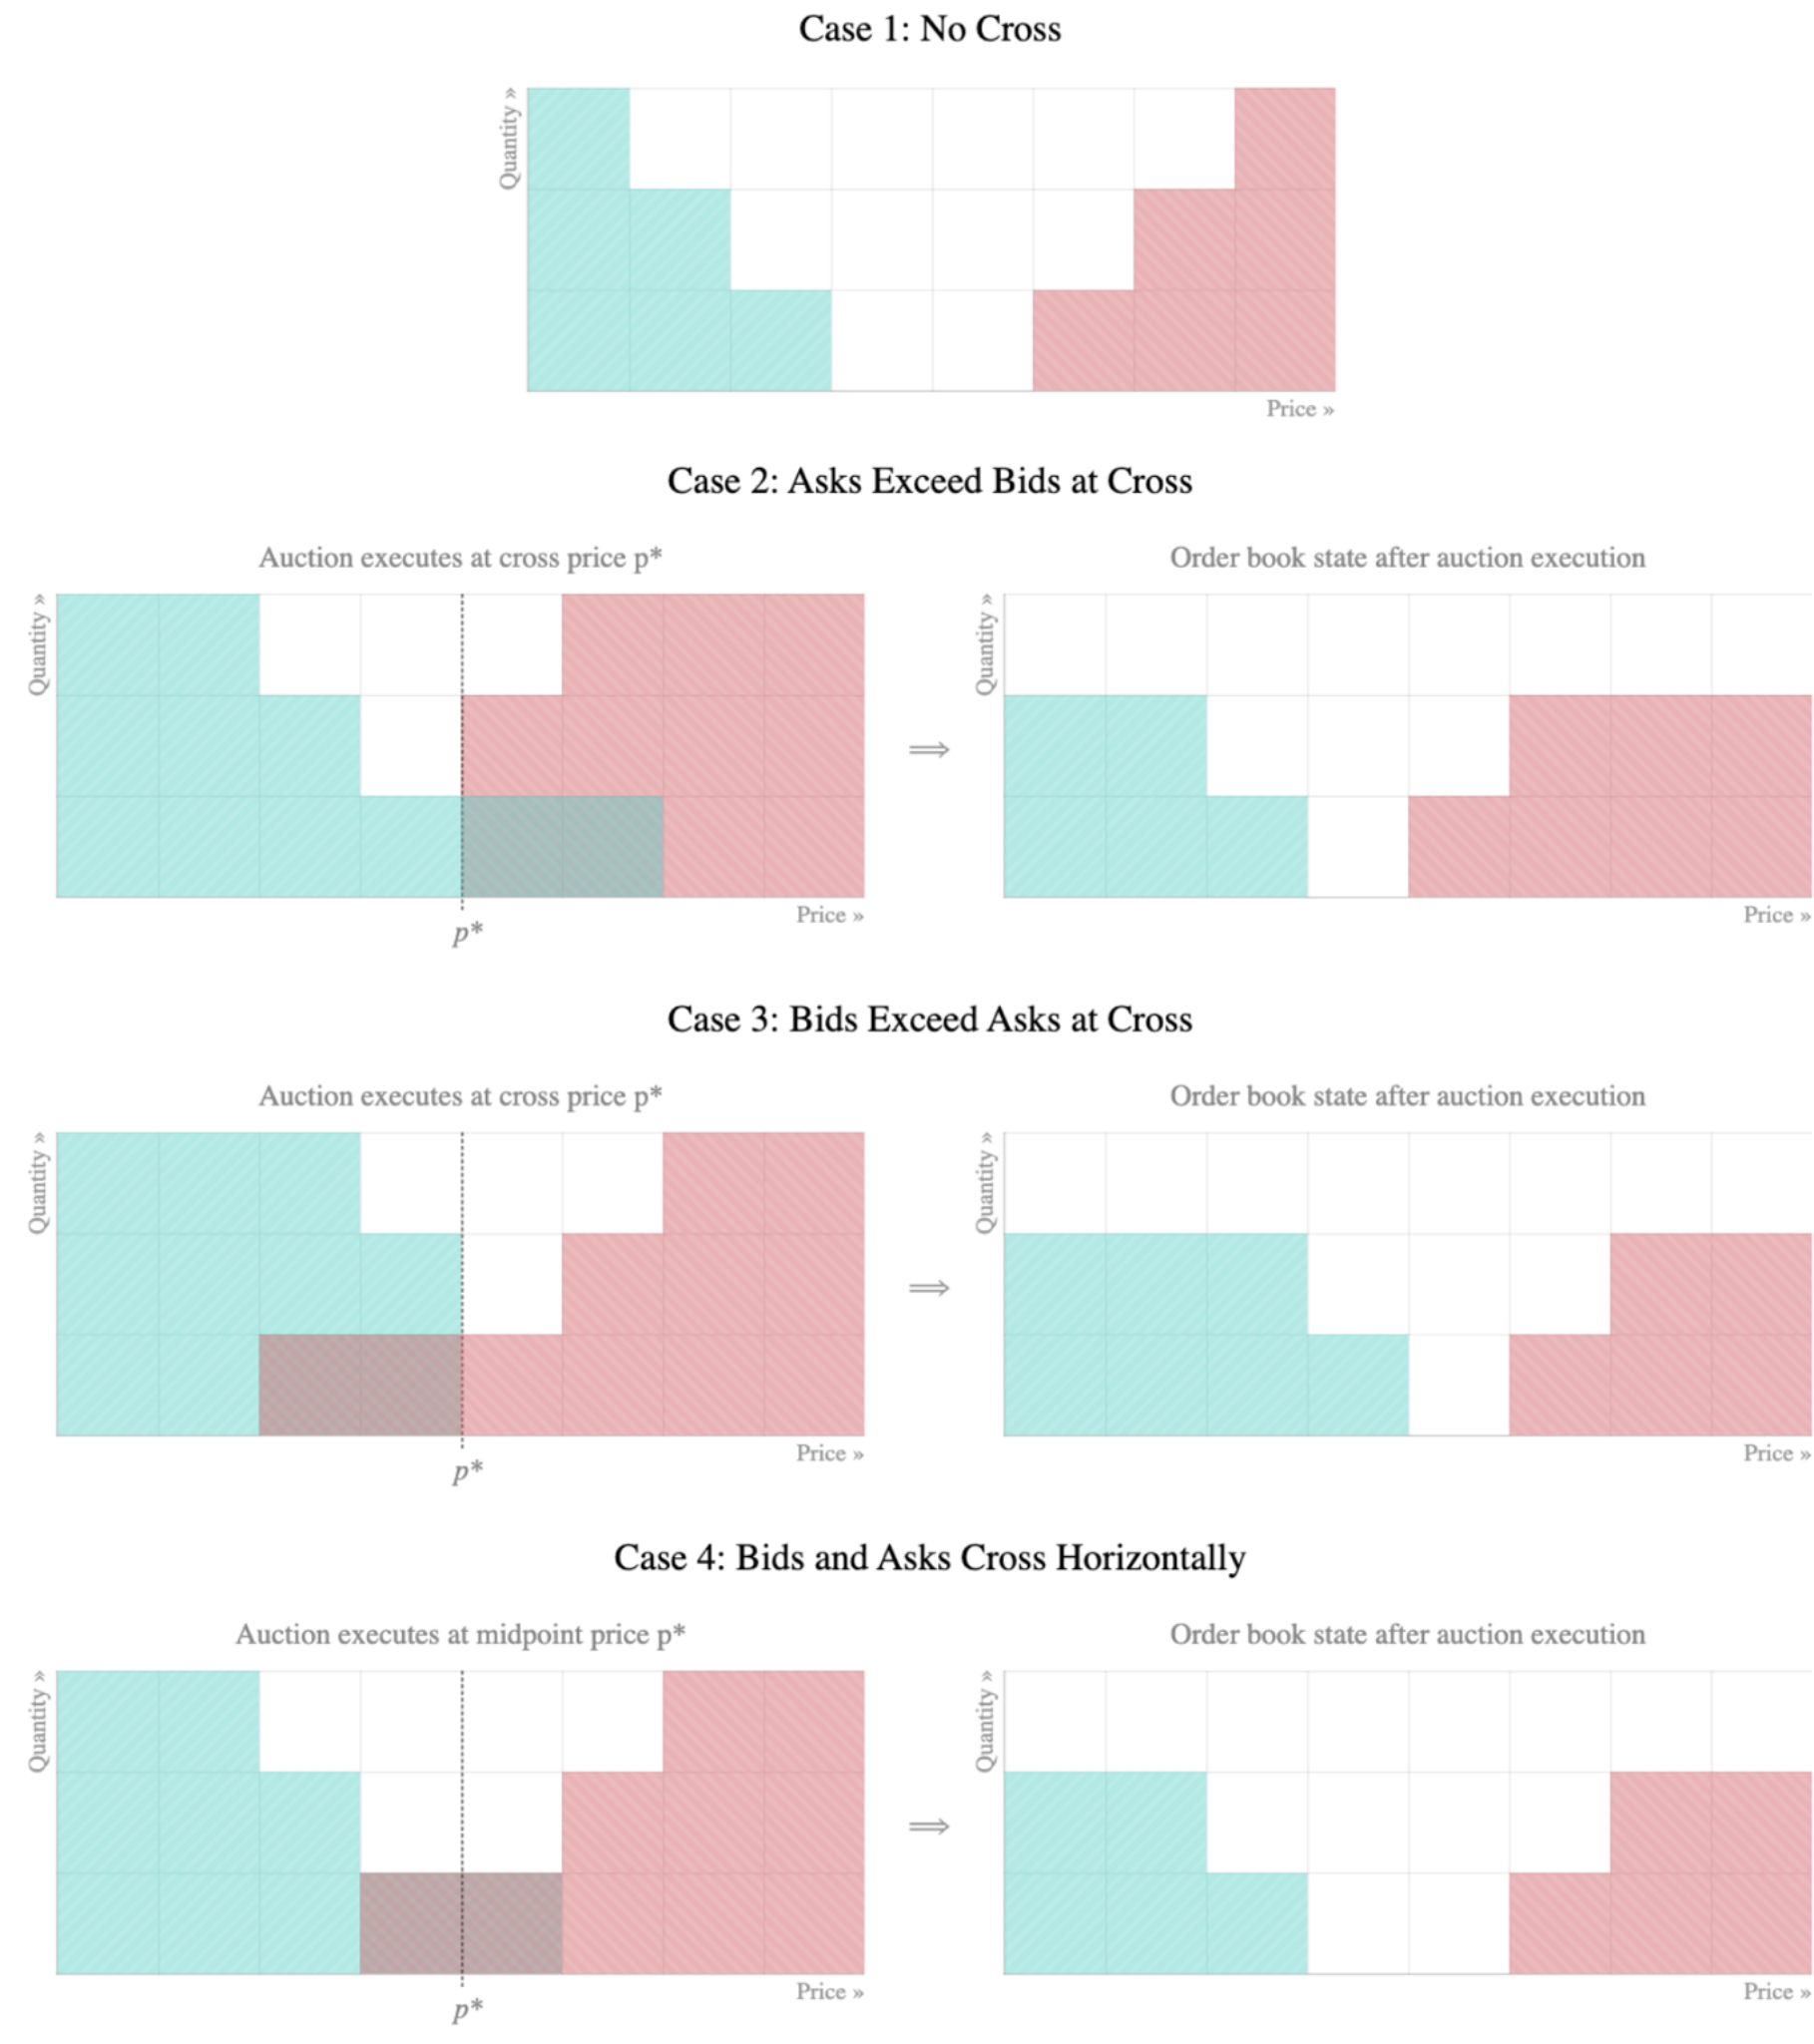 Case 1: No Cross
Quantity »
Price »
Case 2: Asks Exceed Bids at Cross
Auction executes at cross price p*
Order book state after auction execution
Quantity »
Quantity »
⟹
Price »
Price »
p*
Case 3: Bids Exceed Asks at Cross
Auction executes at cross price p*
Order book state after auction execution
Quantity »
Quantity »
⟹
Price »
Price »
p*
Case 4: Bids and Asks Cross Horizontally
Auction executes at midpoint price p*
Order book state after auction execution
Quantity »
Quantity »
⟹
Price »
Price »
p*